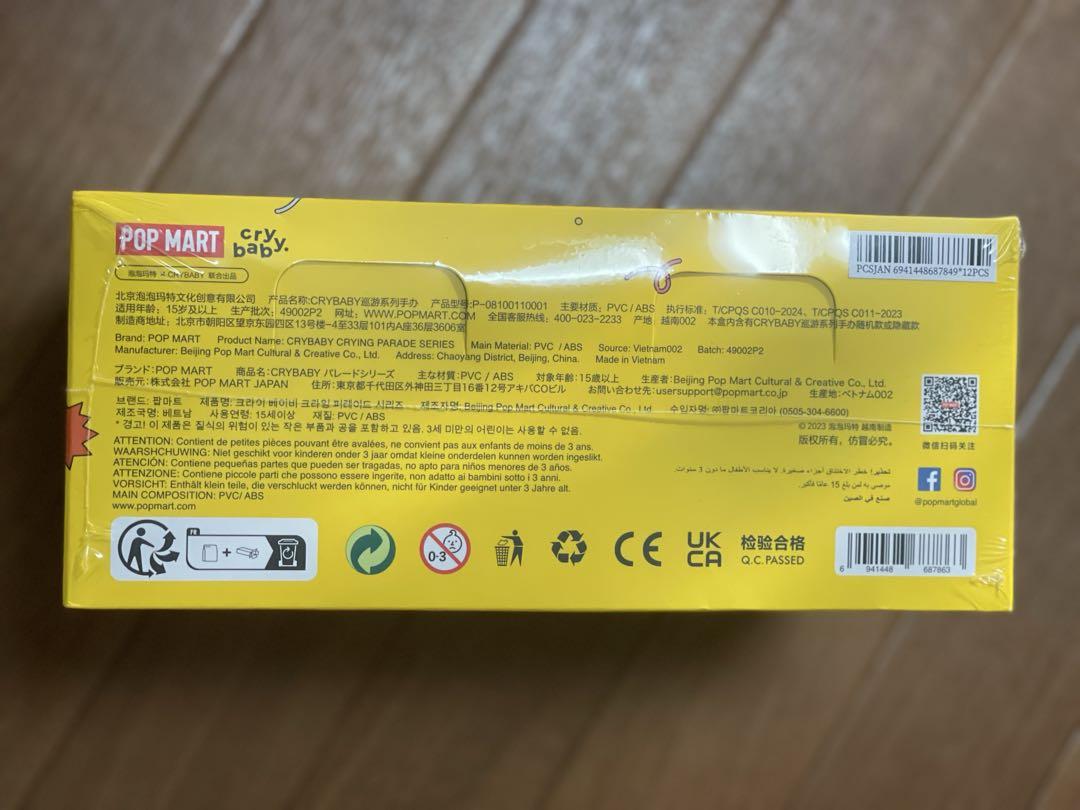 POP MART
cry baby.
泡泡玛特 × CRYBABY 联合出品
PCSJAN 6941448687849*12PCS
北京泡泡玛特文化创意有限公司 产品名称:CRYBABY巡游系列手办 产品型号:P-08100110001 主要材质: PVC / ABS 执行标准: T/CPQS C010-2024、T/CPQS C011-2023
适用年龄: 15岁及以上 生产批次: 49002P2 网址: WWW.POPMART.COM 全国客服热线: 400-023-2233 产地: 越南002 本盒内含有CRYBABY巡游系列手办随机款或隐藏款
制造商地址: 北京市朝阳区望京东园四区13号楼-4至33层101内A座36层3606室
Brand: POP MART Product Name: CRYBABY CRYING PARADE SERIES Main Material: PVC / ABS Source: Vietnam002 Batch: 49002P2
Manufacturer: Beijing Pop Mart Cultural & Creative Co., Ltd. Address: Chaoyang District, Beijing, China. Made in Vietnam
ブランド: POP MART 商品名: CRYBABY パレードシリーズ 主な材質: PVC / ABS 対象年齢: 15歳以上 生産者: Beijing Pop Mart Cultural & Creative Co., Ltd.
販売元: 株式会社 POP MART JAPAN 住所: 東京都千代田区外神田三丁目16番12号アキバCOビル お問い合わせ先: usersupport@popmart.co.jp 生産地: ベトナム002
브랜드: 팝마트 제품명: 크라이 베이비 크라잉 퍼레이드 시리즈 제조자명: Beijing Pop Mart Cultural & Creative Co., Ltd. 수입자명: ㈜팝마트코리아 (0505-304-6600)
제조국명: 베트남 사용연령: 15세이상 재질: PVC / ABS
* 경고! 이 제품은 질식의 위험이 있는 작은 부품과 공을 포함하고 있음. 3세 미만의 어린이는 사용할 수 없음.
© 2023 泡泡玛特 越南制造
版权所有，仿冒必究。
微信扫码关注
ATTENTION: Contient de petites pièces pouvant être avalées, ne convient pas aux enfants de moins de 3 ans.
WAARSHCHUWING: Niet geschikt voor kinderen onder 3 jaar omdat kleine onderdelen kunnen worden ingeslikt.
ATENCIÓN: Contiene pequeñas partes que pueden ser tragadas, no apto para niños menores de 3 años.
ATTENZIONE: Contiene piccole parti che possono essere ingerite, non adatto ai bambini sotto i 3 anni.
VORSICHT: Enthält klein teile, die verschluckt werden können, nicht für Kinder geeignet unter 3 Jahre alt.
MAIN COMPOSITION: PVC/ ABS
www.popmart.com
تحذير! خطر الاختناق أجزاء صغيرة. لا يناسب الأطفال ما دون 3 سنوات.
موصى به لمن بلغ 15 عامًا فأكبر.
صنع في الصين
@popmartglobal
FR
+
0-3
CE
UK
CA
检验合格
Q.C.PASSED
6 941448 687863